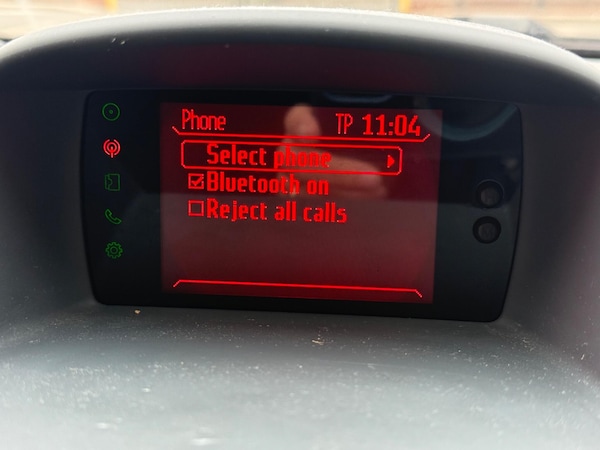 Phone TP 11:04
Select phone
Bluetooth on
Reject all calls